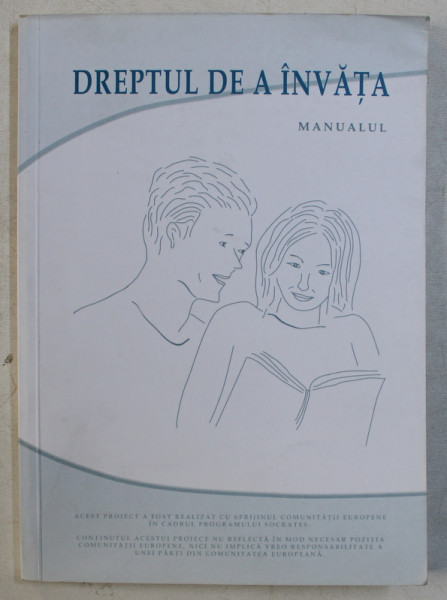 DREPTUL DE A ÎNVĂȚA
MANUALUL
ACEST PROIECT A FOST REALIZAT CU SPRIJINUL COMUNITĂȚII EUROPENE
ÎN CADRUL PROGRAMULUI SOCRATES.
CONȚINUTUL ACESTUI PROIECT NU REFLECTĂ ÎN MOD NECESAR POZIȚIA
COMUNITĂȚII EUROPENE, NICI NU IMPLICĂ VREO RESPONSABILITATE A
UNEI PĂRȚI DIN COMUNITATEA EUROPEANĂ.